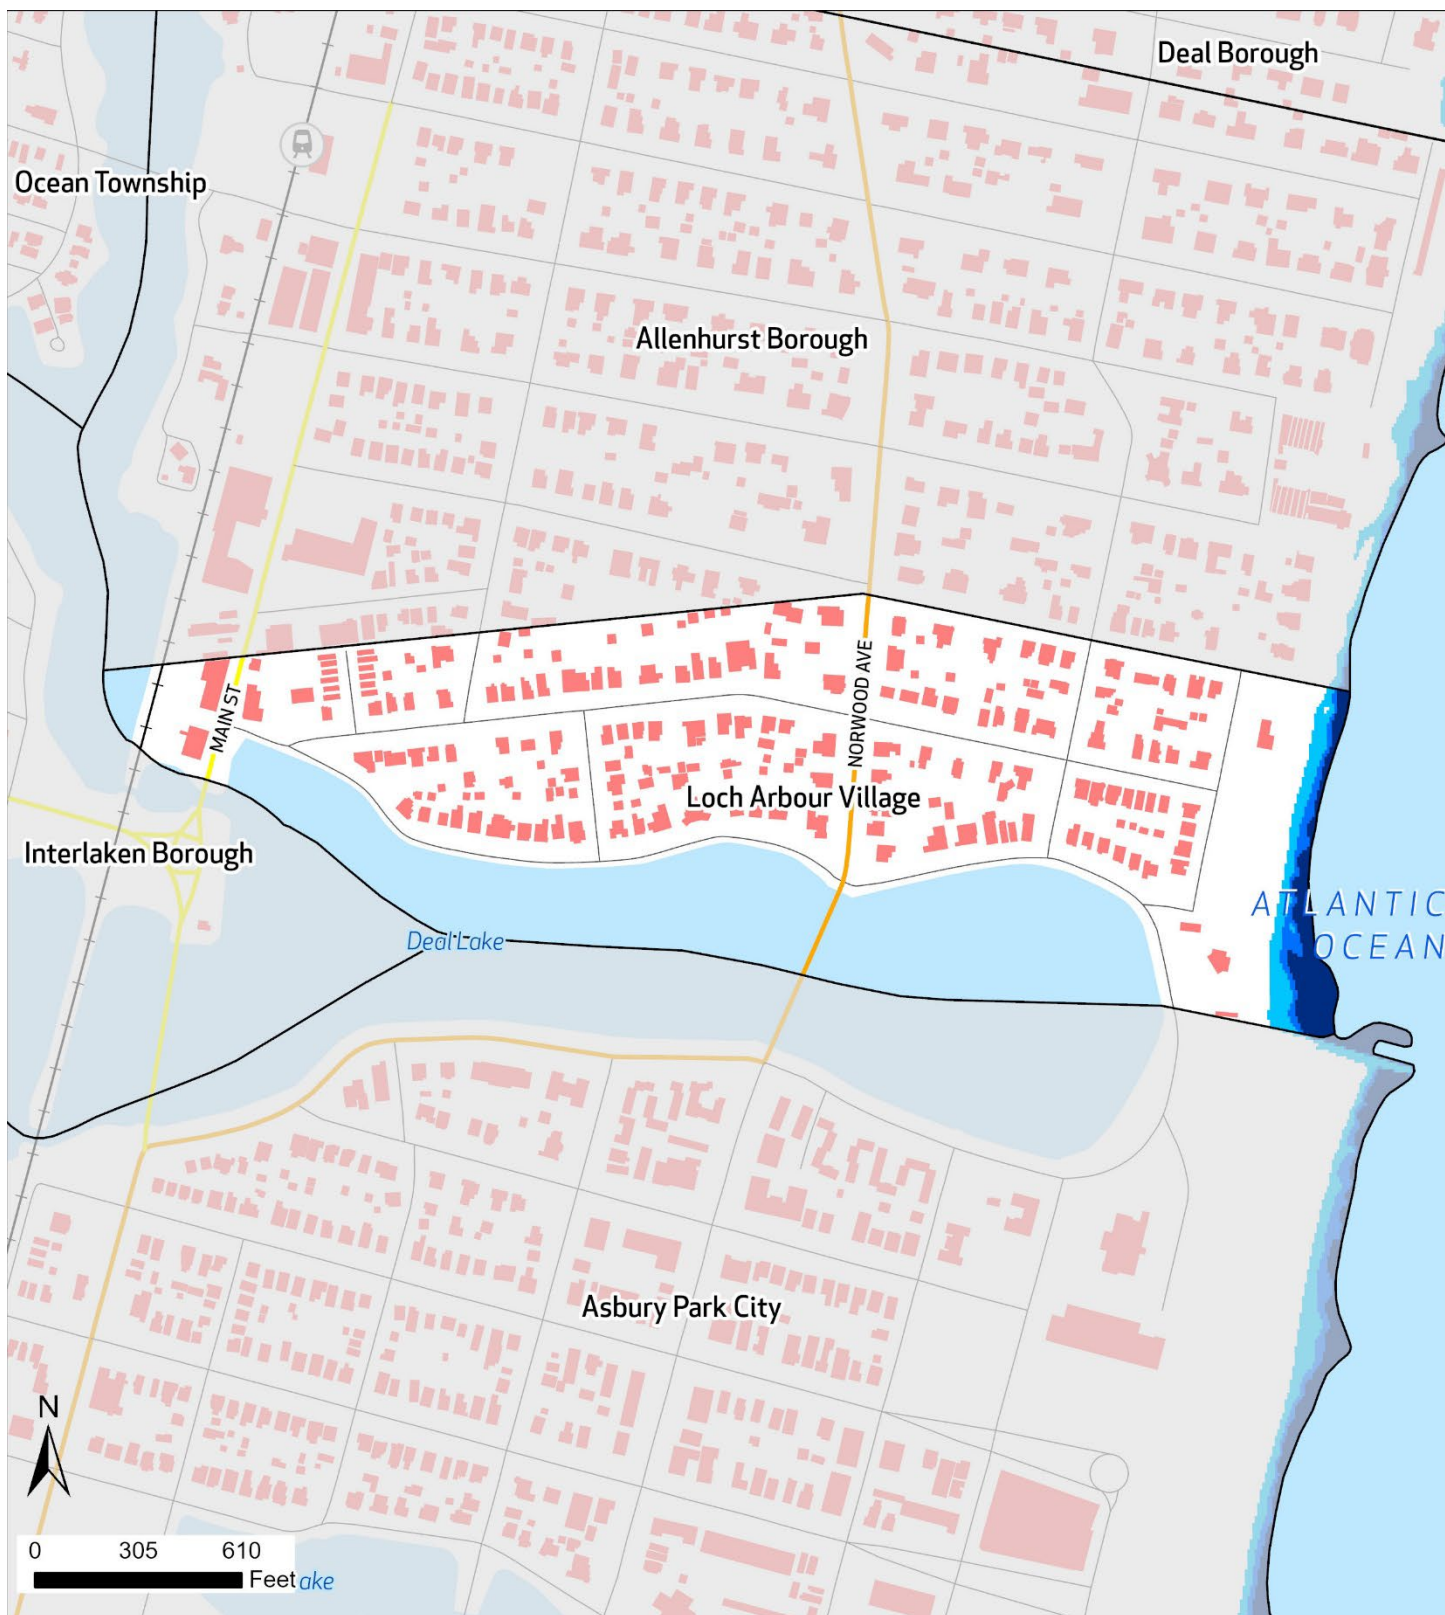 Deal Borough
Ocean Township
Allenhurst Borough
NORWOOD AVE
MAIN ST
Loch Arbour Village
Interlaken Borough
ATLANTIC
OCEAN
Deal Lake
Asbury Park City
N
0 305 610
Feet
ake